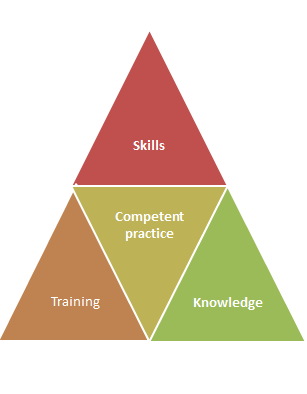 Skills
Competent
practice
Training
Knowledge